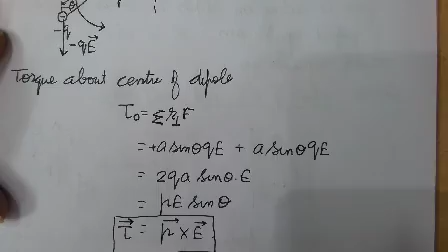 θ
-q
-qE⃗
Torque about centre of dipole
τ₀ = Σ r⊥F
= +a sinθ qE + a sinθ qE
= 2qa sinθ · E
= pE sinθ
τ⃗ = p⃗ × E⃗